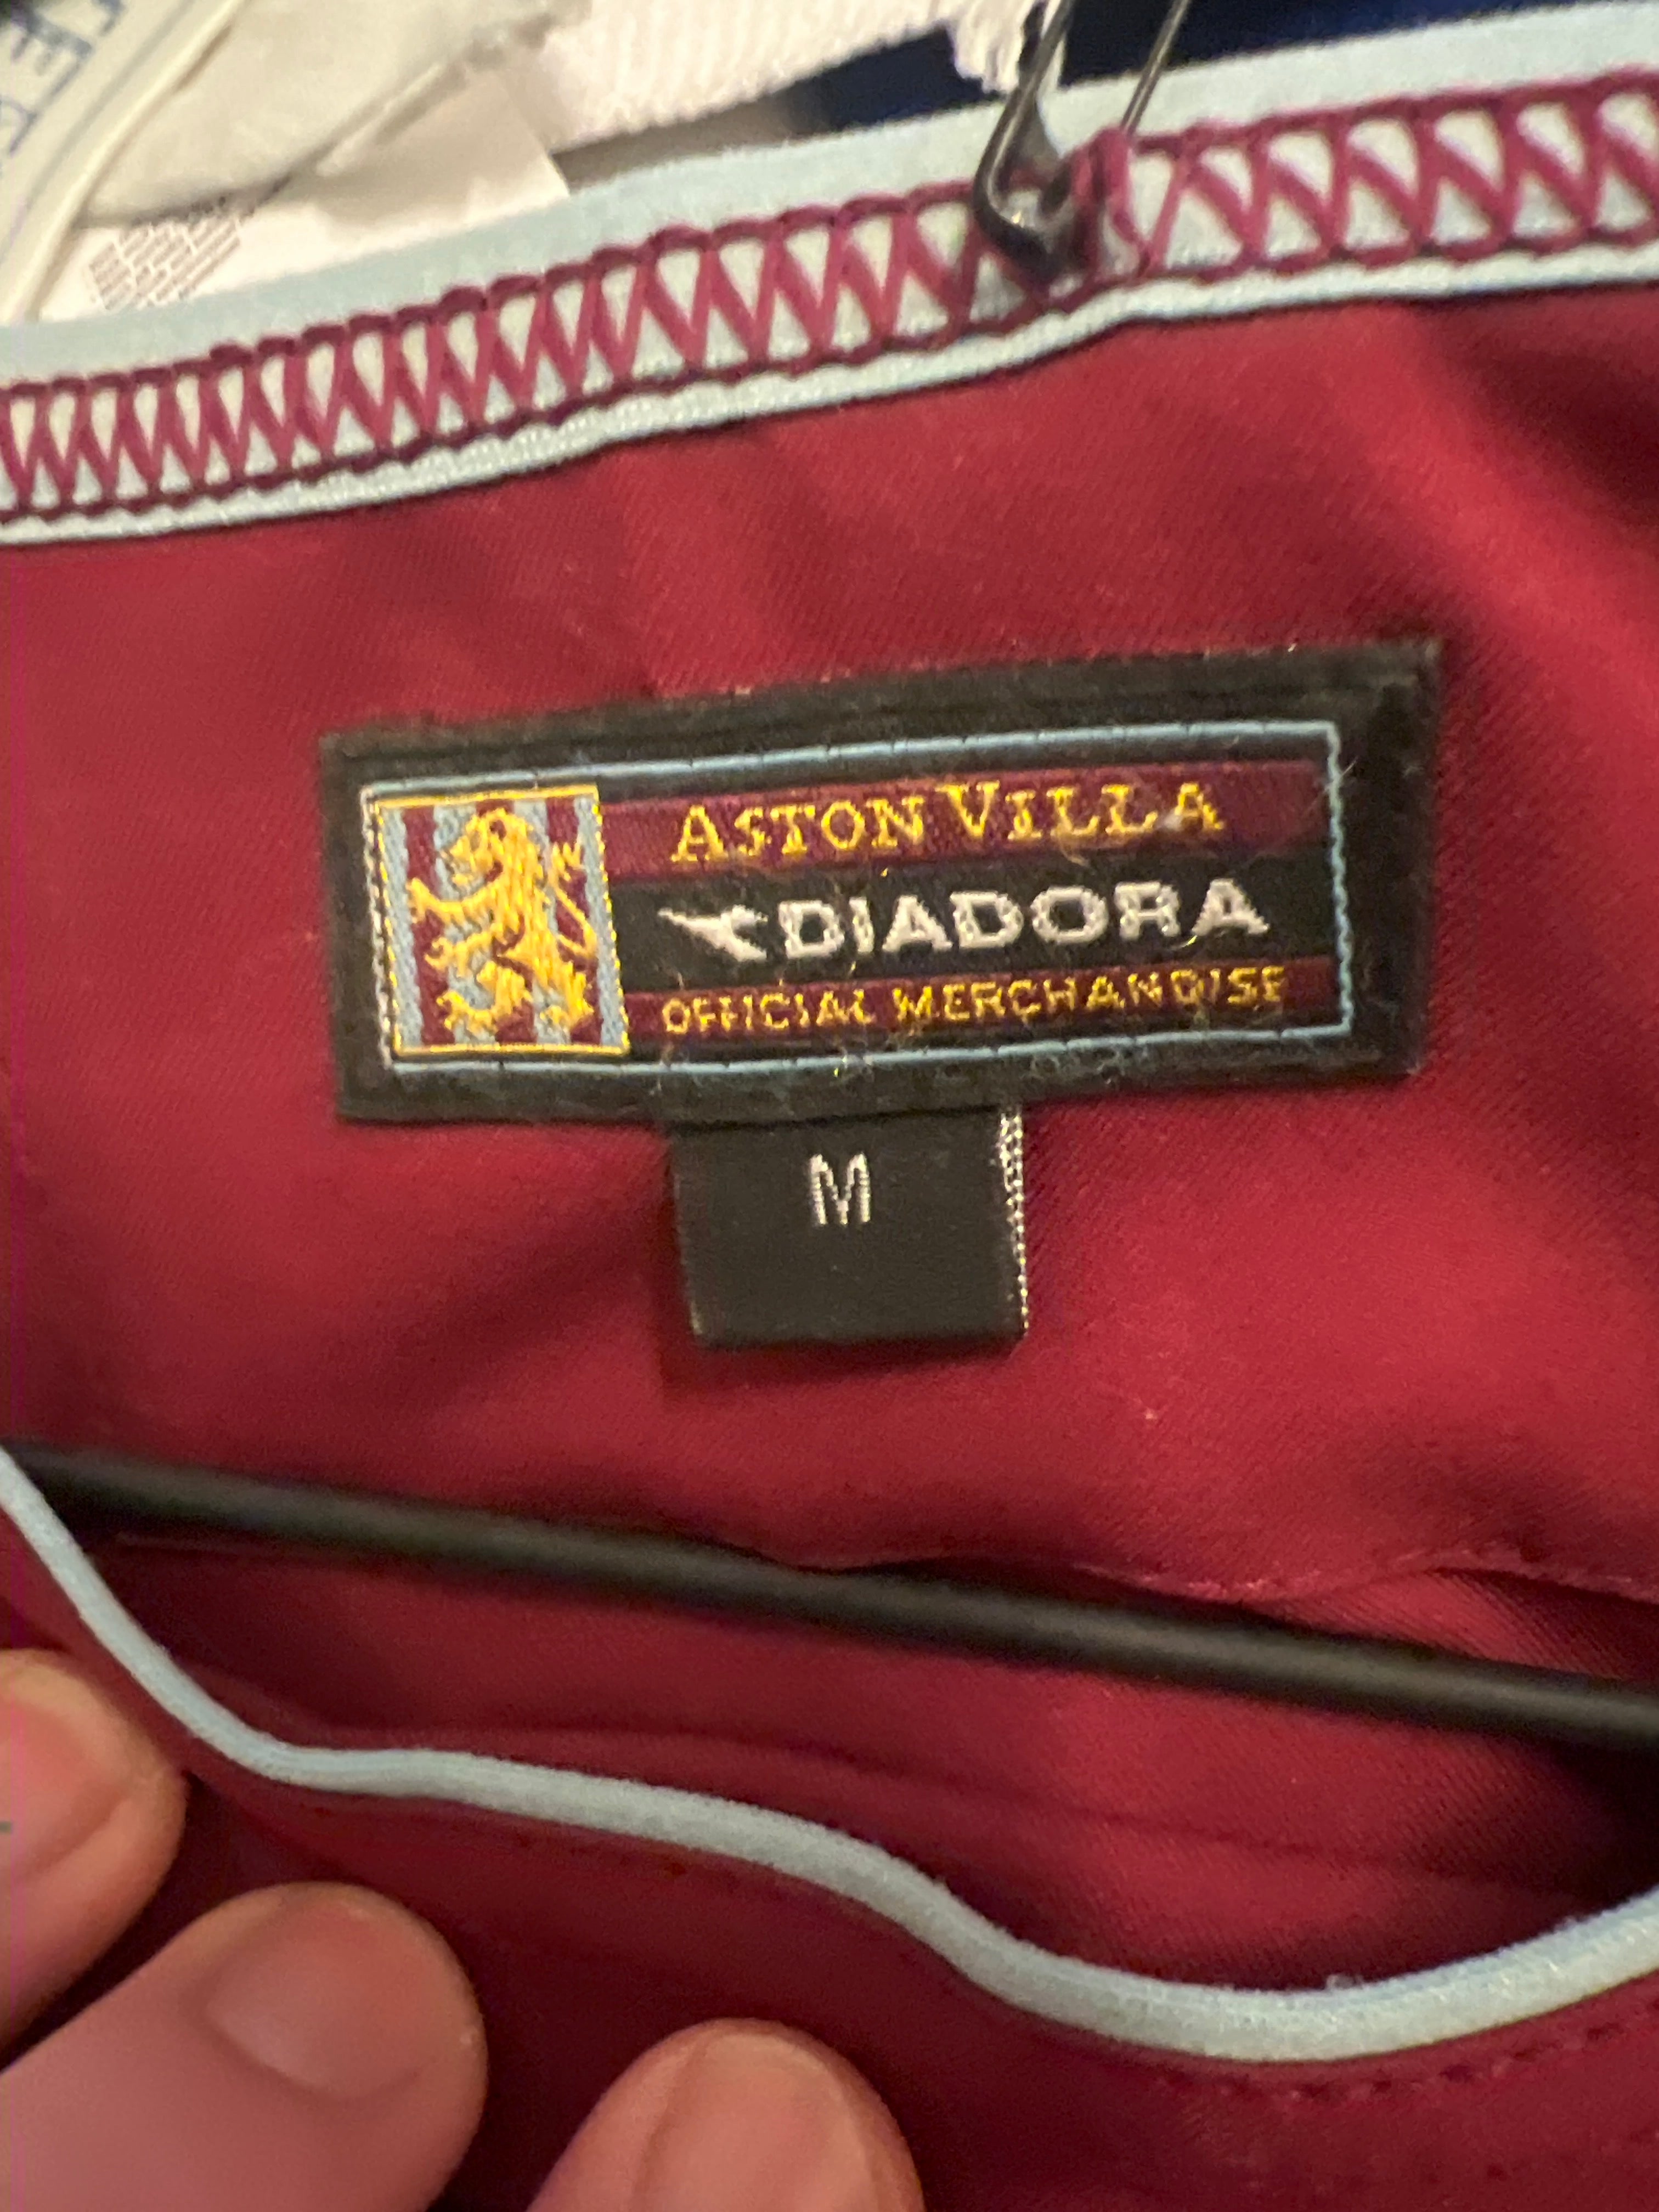 ASTON VILLA
DIADORA
OFFICIAL MERCHANDISE
M